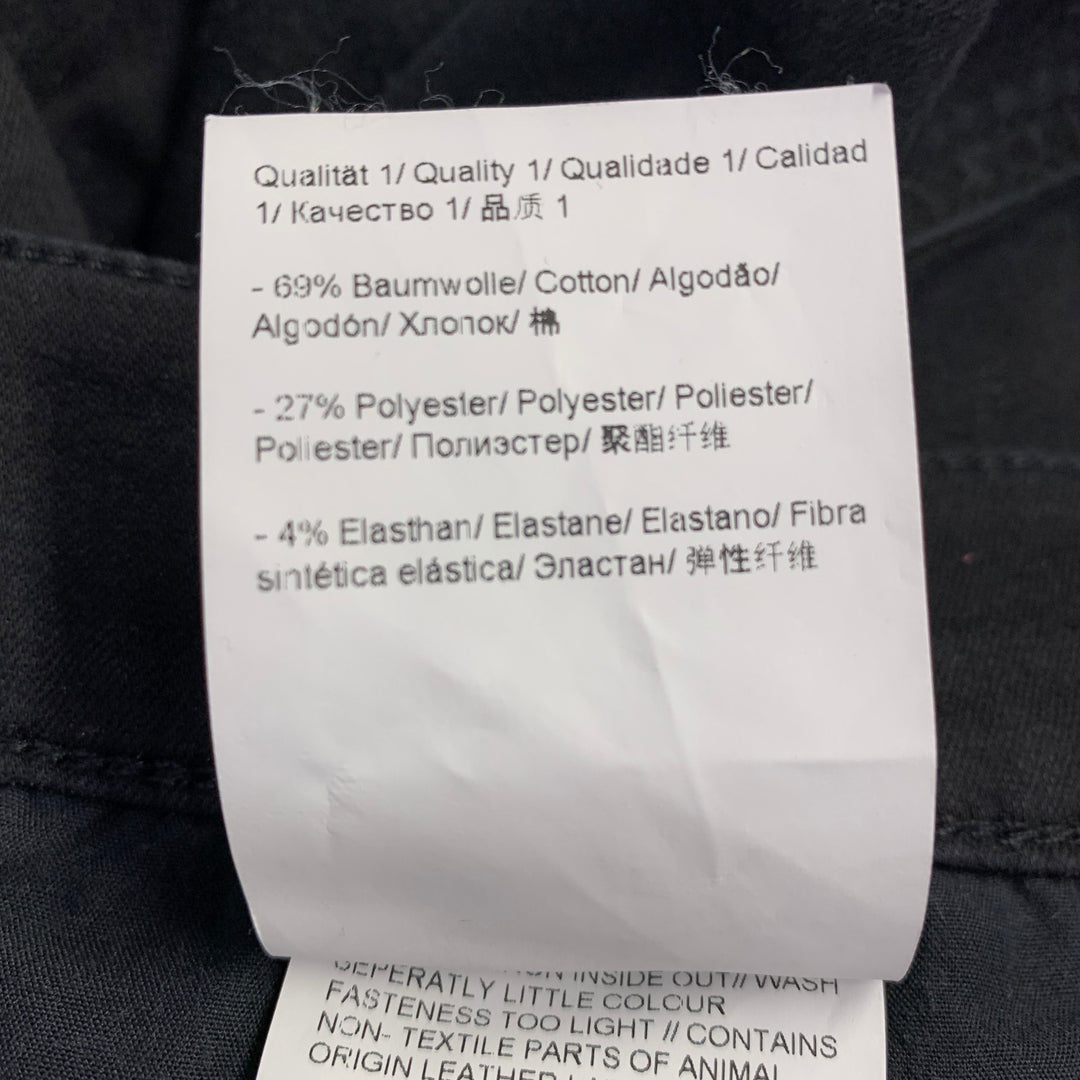 Qualität 1/ Quality 1/ Qualidade 1/ Calidad
1/ Качество 1/ 品质 1
- 69% Baumwolle/ Cotton/ Algodão/
Algodón/ Хлопок/ 棉
- 27% Polyester/ Polyester/ Poliester/
Poliester/ Полиэстер/ 聚酯纤维
- 4% Elasthan/ Elastane/ Elastano/ Fibra
sintética elástica/ Эластан/ 弹性纤维
INSIDE OUT// WASH
SEPERATLY LITTLE COLOUR
FASTENESS TOO LIGHT // CONTAINS
NON- TEXTILE PARTS OF ANIMAL
ORIGIN LEATHER